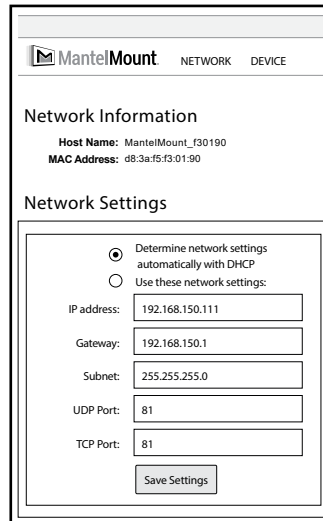 MantelMount. NETWORK DEVICE
Network Information
Host Name: MantelMount_f30190
MAC Address: d8:3a:f5:f3:01:90
Network Settings
Determine network settings
automatically with DHCP
Use these network settings:
IP address: 192.168.150.111
Gateway: 192.168.150.1
Subnet: 255.255.255.0
UDP Port: 81
TCP Port: 81
Save Settings